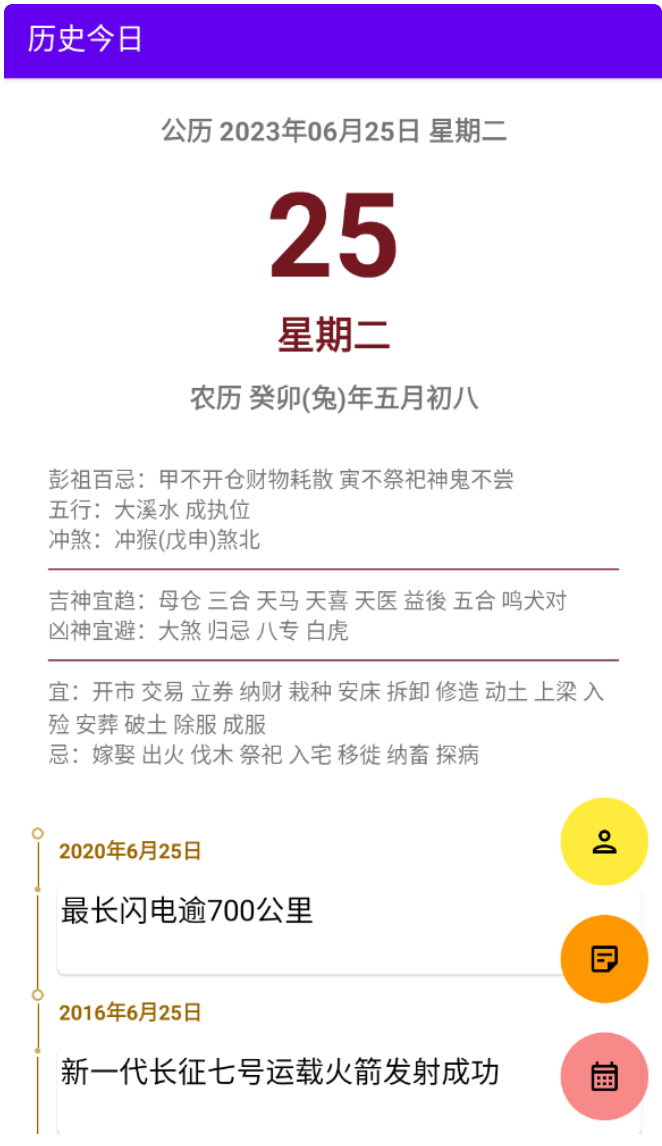 历史今日
公历 2023年06月25日 星期二
25
星期二
农历 癸卯(兔)年五月初八
彭祖百忌：甲不开仓财物耗散 寅不祭祀神鬼不尝
五行：大溪水 成执位
冲煞：冲猴(戊申)煞北
吉神宜趋：母仓 三合 天马 天喜 天医 益後 五合 鸣犬对
凶神宜避：大煞 归忌 八专 白虎
宜：开市 交易 立券 纳财 栽种 安床 拆卸 修造 动土 上梁 入
殓 安葬 破土 除服 成服
忌：嫁娶 出火 伐木 祭祀 入宅 移徙 纳畜 探病
2020年6月25日
最长闪电逾700公里
2016年6月25日
新一代长征七号运载火箭发射成功